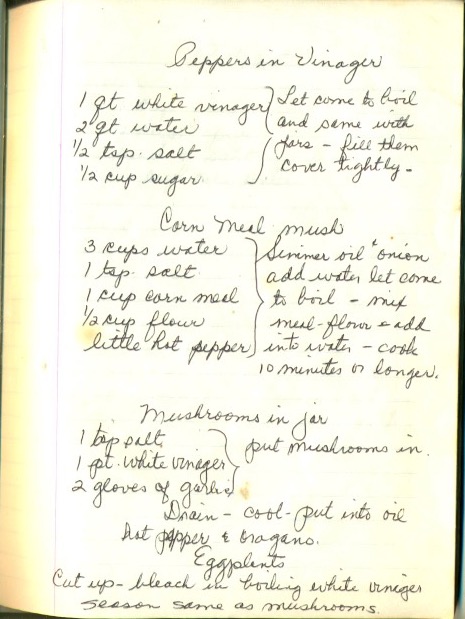 Peppers in Vinager
1 qt white vinager
2 qt water
1/2 tsp. salt
1/2 cup sugar
Let come to boil
and same with
jars - fill them
cover tightly -
Corn Meal mush
3 cups water
1 tsp. salt
1 cup corn meal
1/2 cup flour
little hot pepper
Simmer oil & onion
add water let come
to boil - mix
meal-flour & add
into water - cook
10 minutes or longer.
Mushrooms in jar
1 tsp salt
1 pt. white vinager
2 gloves of garlic
put mushrooms in.
Drain - cool - put into oil
hot pepper & oragano.
Eggplents
Cut up - bleach in boiling white vinager
season same as mushrooms.